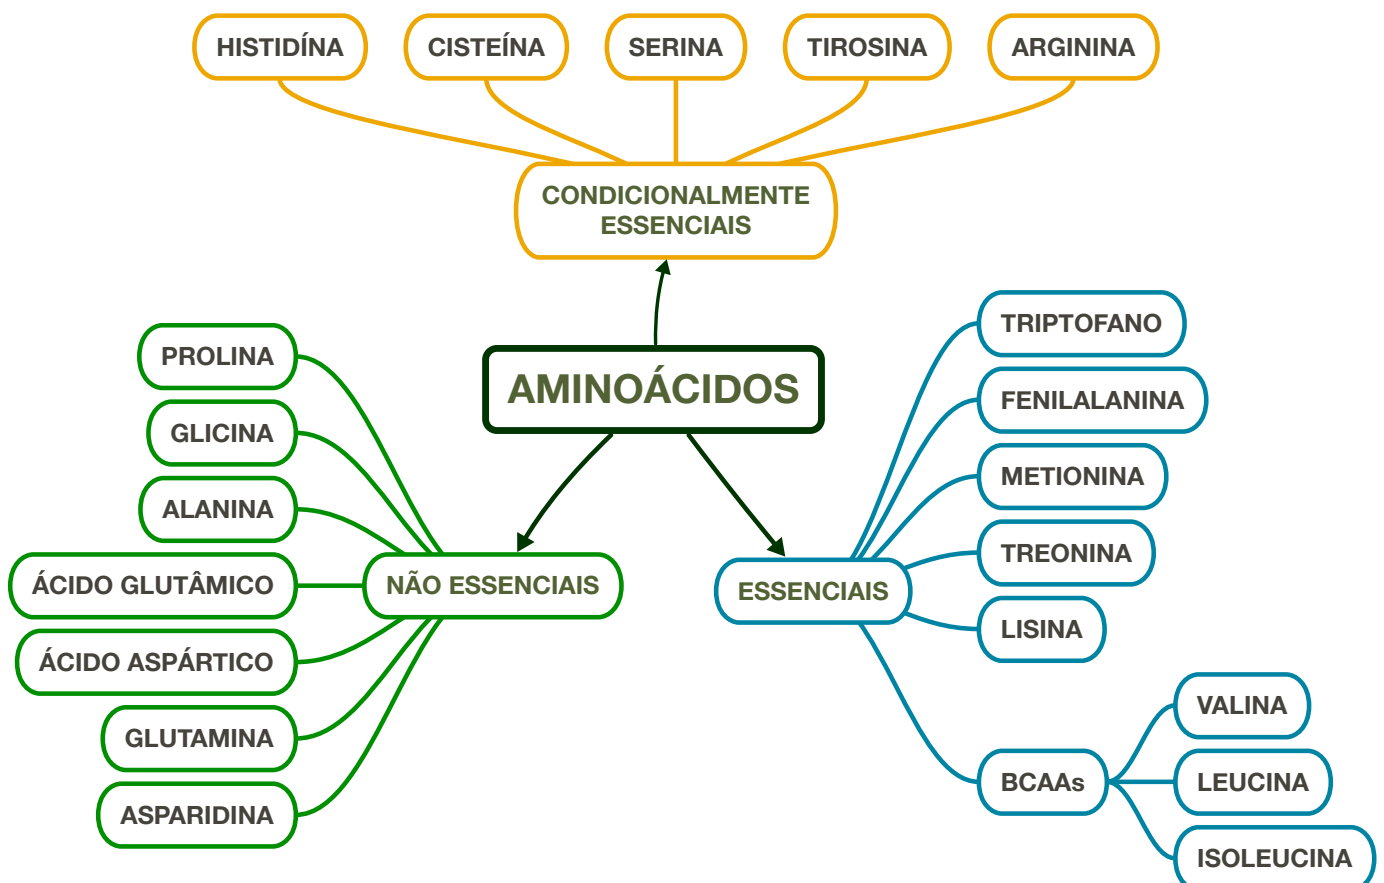 HISTIDÍNA
CISTEÍNA
SERINA
TIROSINA
ARGININA
CONDICIONALMENTE
ESSENCIAIS
AMINOÁCIDOS
PROLINA
GLICINA
ALANINA
ÁCIDO GLUTÂMICO
ÁCIDO ASPÁRTICO
GLUTAMINA
ASPARIDINA
NÃO ESSENCIAIS
ESSENCIAIS
TRIPTOFANO
FENILALANINA
METIONINA
TREONINA
LISINA
BCAAs
VALINA
LEUCINA
ISOLEUCINA